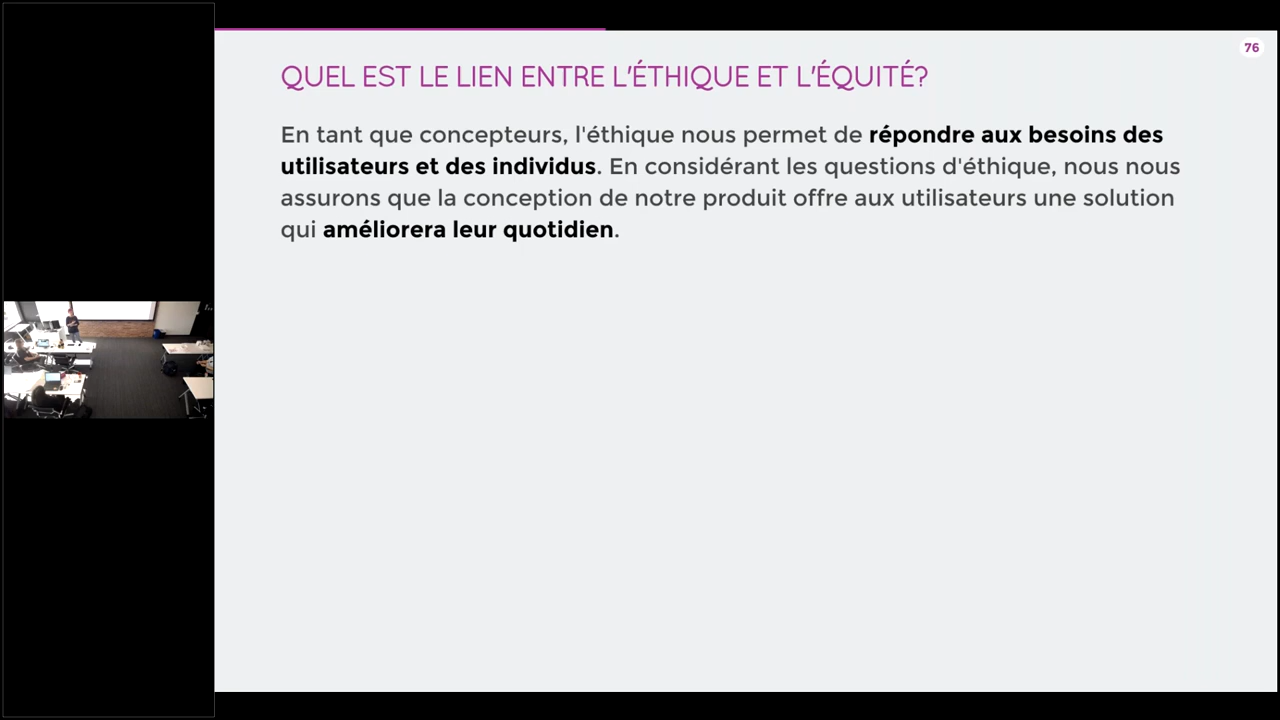 76
QUEL EST LE LIEN ENTRE L'ÉTHIQUE ET L'ÉQUITÉ?
En tant que concepteurs, l'éthique nous permet de répondre aux besoins des
utilisateurs et des individus. En considérant les questions d'éthique, nous nous
assurons que la conception de notre produit offre aux utilisateurs une solution
qui améliorera leur quotidien.